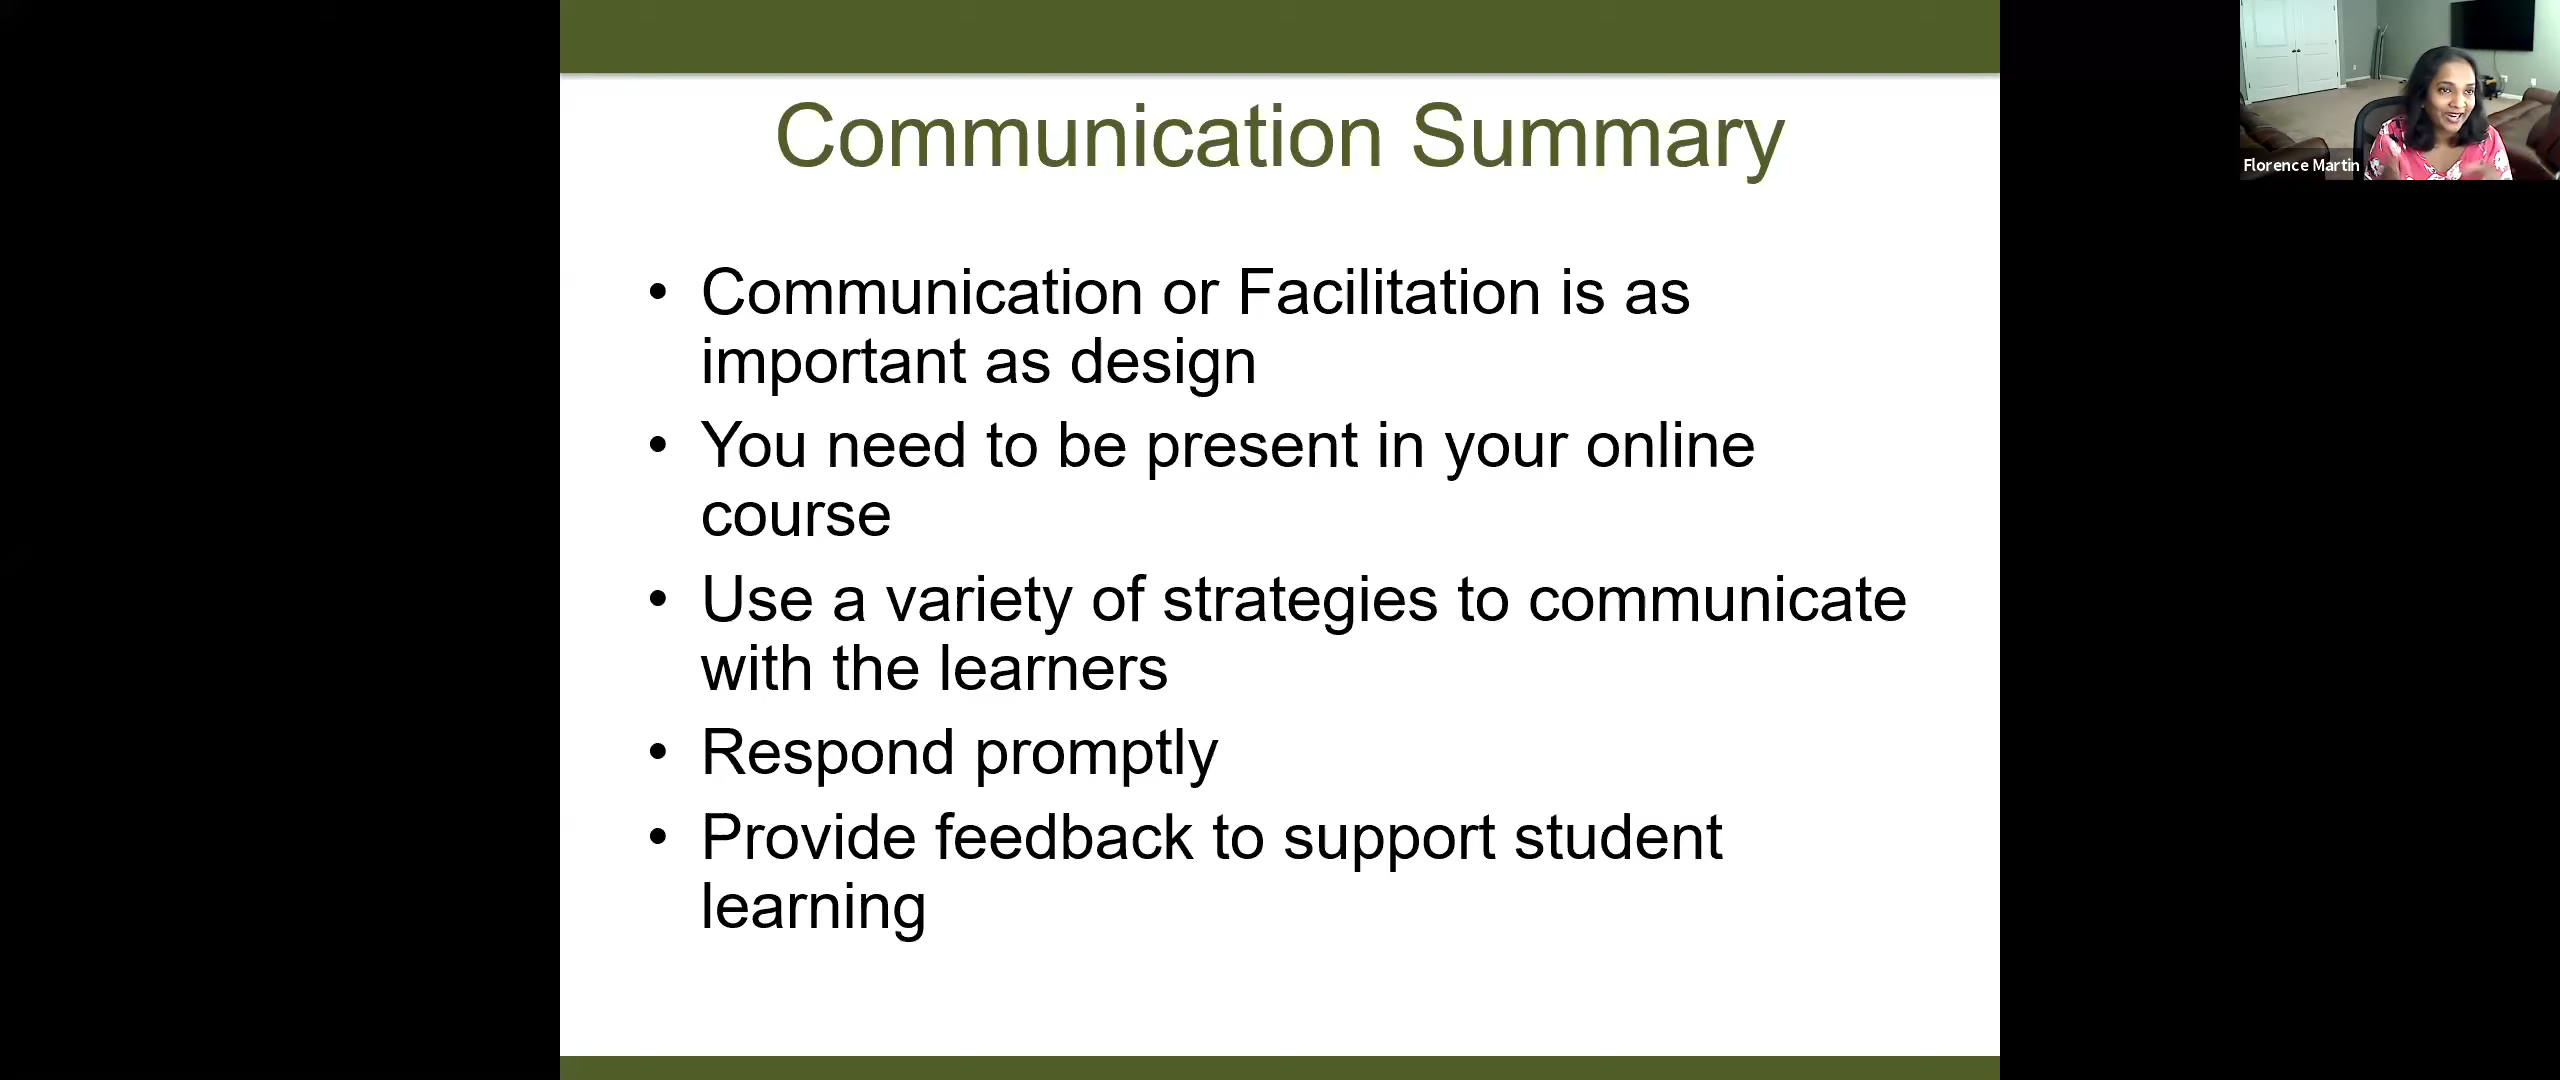 Communication Summary
• Communication or Facilitation is as
important as design
• You need to be present in your online
course
• Use a variety of strategies to communicate
with the learners
• Respond promptly
• Provide feedback to support student
learning
Florence Martin